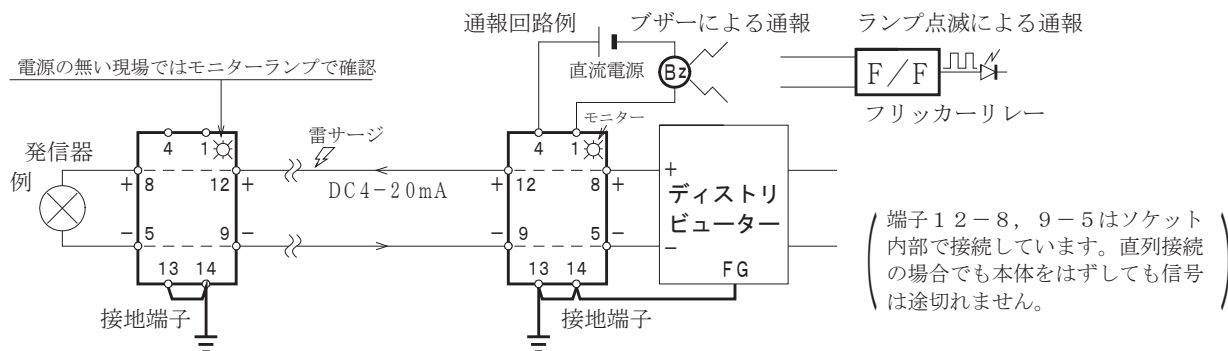 通報回路例
ブザーによる通報
ランプ点滅による通報
電源の無い現場ではモニターランプで確認
直流電源
Bz
F/F
フリッカーリレー
モニター
発信器
例
雷サージ
DC4-20mA
4 1
+ 8 12 +
- 5 9 -
13 14
接地端子
4 1
+ 12 8 +
- 9 5 -
13 14
接地端子
+
ディストリ
ビューター
-
FG
端子12-8,9-5はソケット
内部で接続しています。直列接続
の場合でも本体をはずしても信号
は途切れません。